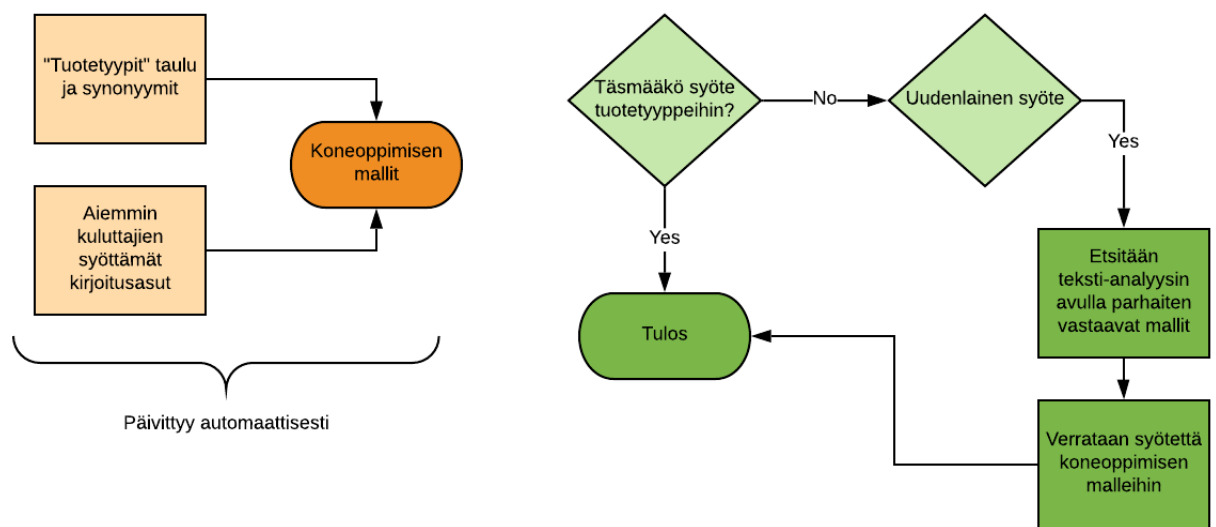 "Tuotetyypit" taulu
ja synonyymit
Koneoppimisen
mallit
Aiemmin
kuluttajien
syöttämät
kirjoitusasut
Päivittyy automaattisesti
Täsmääkö syöte
tuotetyyppeihin?
No
Uudenlainen syöte
Yes
Yes
Etsitään
teksti-analyysin
avulla parhaiten
vastaavat mallit
Tulos
Verrataan syötettä
koneoppimisen
malleihin